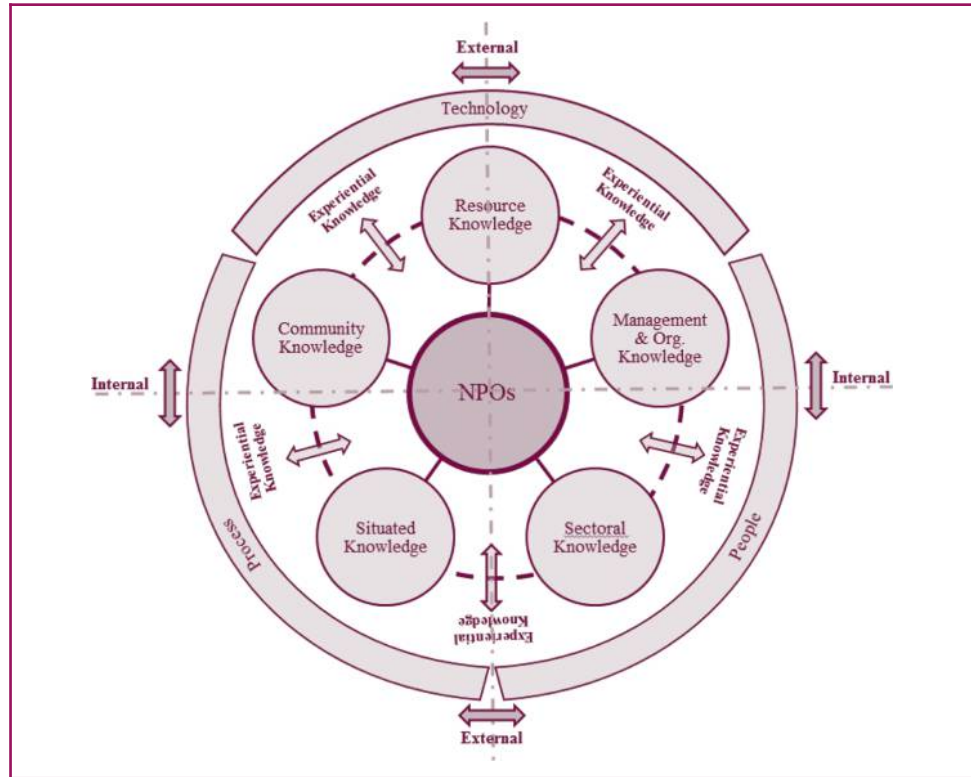 External
Technology
Experiential
Knowledge
Experiential
Knowledge
Resource
Knowledge
Community
Knowledge
Management
& Org.
Knowledge
Internal
NPOs
Internal
Experiential
Knowledge
Experiential
Knowledge
Situated
Knowledge
Sectoral
Knowledge
Process
People
Experiential
Knowledge
External